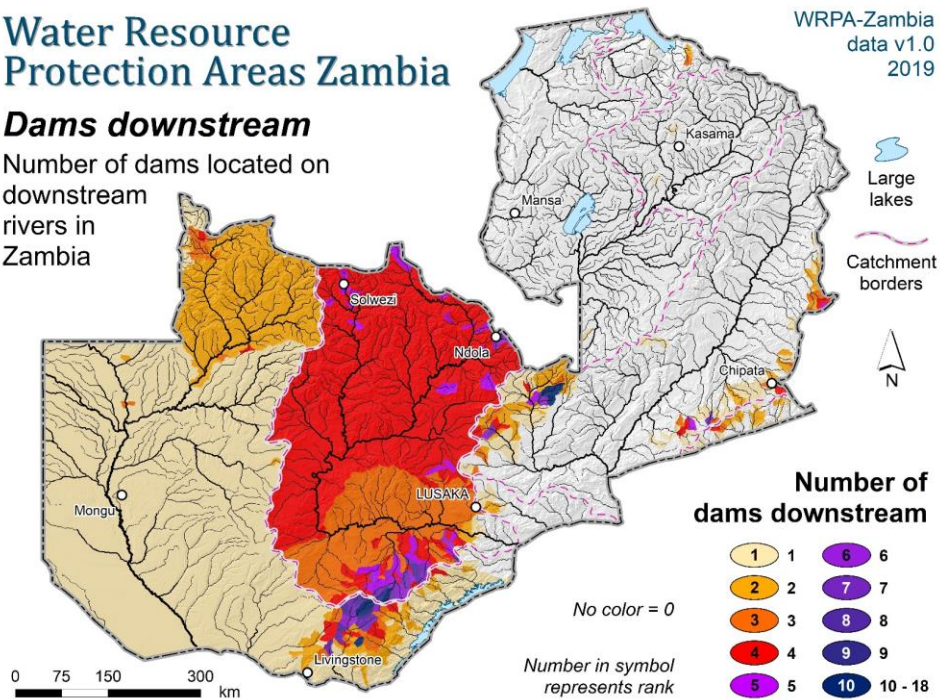 Water Resource
Protection Areas Zambia
WRPA-Zambia
data v1.0
2019
Dams downstream
Number of dams located on
downstream
rivers in
Zambia
Kasama
Mansa
Large
lakes
Catchment
borders
N
Solwezi
Ndola
Chipata
LUSAKA
Mongu
Livingstone
Number of
dams downstream
1 1 6 6
2 2 7 7
3 3 8 8
4 4 9 9
5 5 10 10 - 18
No color = 0
Number in symbol
represents rank
0 75 150 300
km